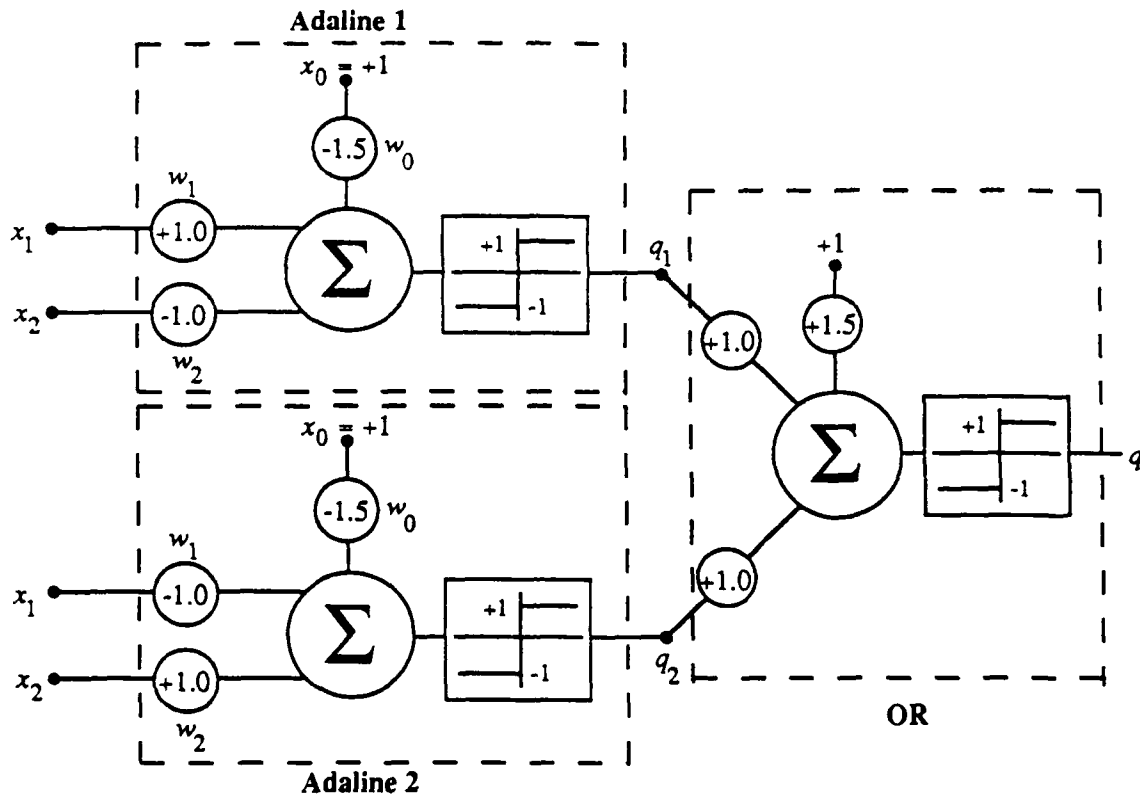 Adaline 1
x0 = +1
-1.5 w0
w1
x1 +1.0
x2 -1.0
w2
Σ
+1
-1
q1
Adaline 2
x0 = +1
-1.5 w0
w1
x1 -1.0
x2 +1.0
w2
Σ
+1
-1
q2
+1
+1.5
+1.0
+1.0
Σ
+1
-1
q
OR